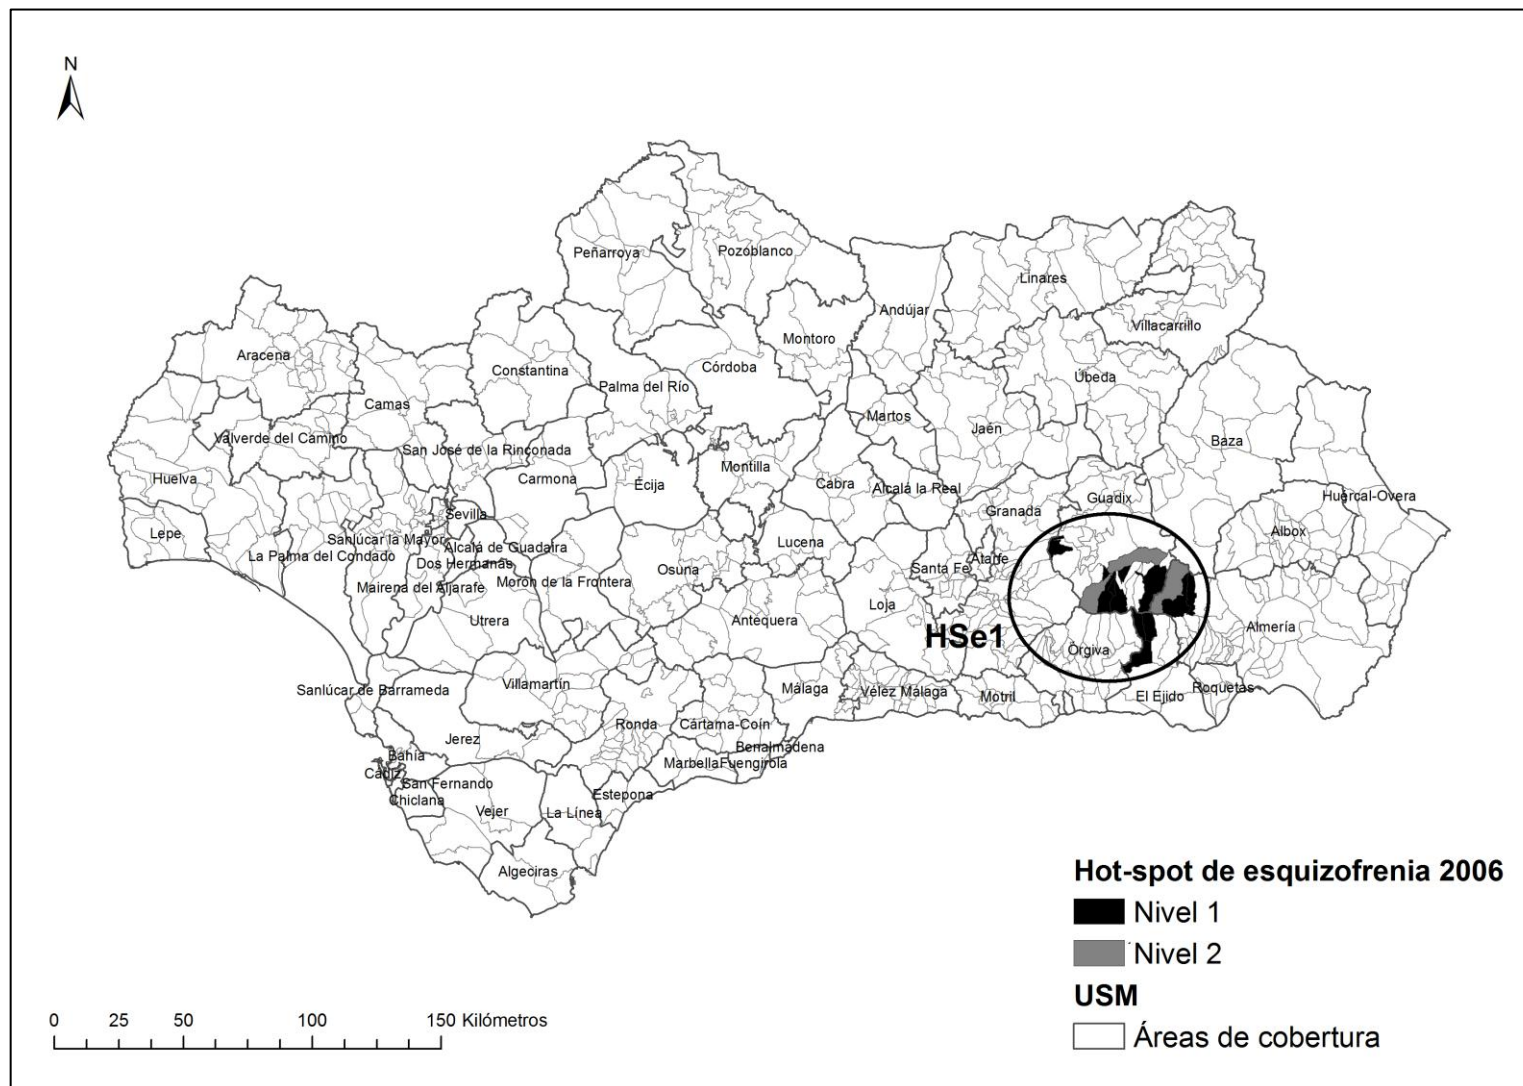 N
Peñarroya
Pozoblanco
Linares
Andújar
Villacarrillo
Montoro
Aracena
Córdoba
Constantina
Úbeda
Palma del Río
Camas
Martos
Jaén
Valverde del Camino
Baza
San José de la Rinconada
Montilla
Huelva
Carmona
Écija
Cabra
Alcalá la Real
Huércal-Overa
Guadix
Granada
Sevilla
Lepe
Albox
Sanlúcar la Mayor
Lucena
Alcalá de Guadaira
La Palma del Condado
Dos Hermanas
Atarfe
Santa Fe
Osuna
Morón de la Frontera
Mairena del Aljarafe
Loja
Utrera
Antequera
Almería
HSe1
Órgiva
Villamartín
Sanlúcar de Barrameda
Málaga
Vélez Málaga
Motril
El Ejido
Roquetas
Ronda
Cártama-Coín
Jerez
Benalmádena
Bahía
Marbella
Fuengirola
Cádiz
San Fernando
Estepona
Chiclana
Vejer
La Línea
Algeciras
Hot-spot de esquizofrenia 2006
Nivel 1
Nivel 2
USM
Áreas de cobertura
0 25 50 100 150 Kilómetros